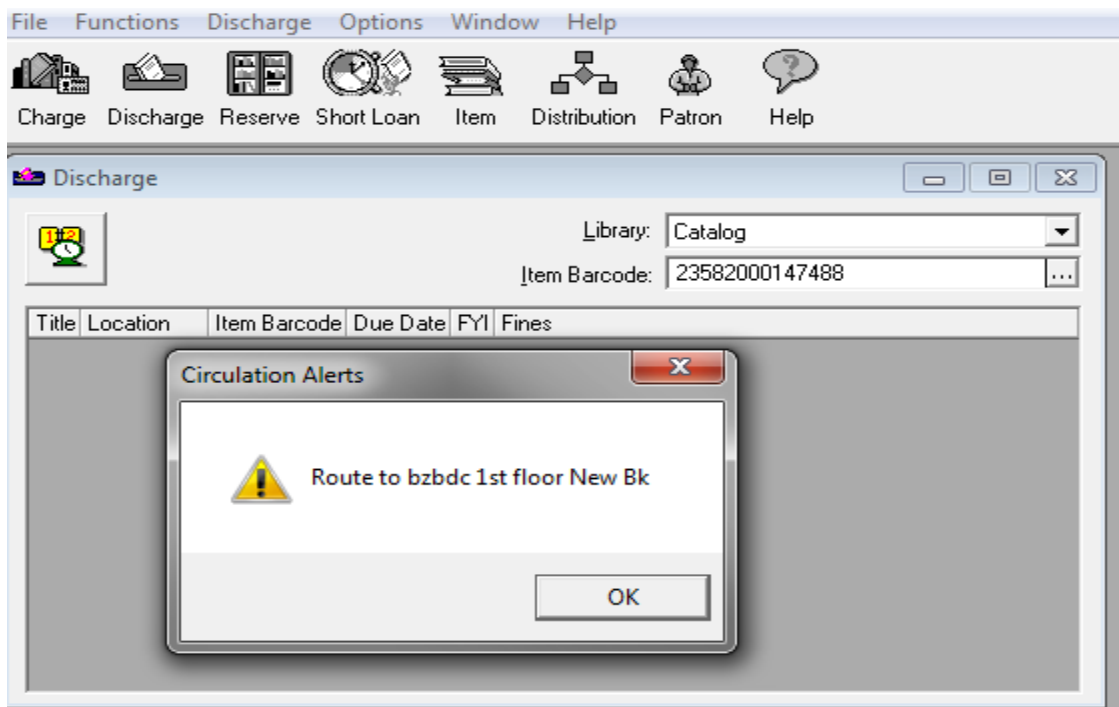 File Functions Discharge Options Window Help
Charge Discharge Reserve Short Loan Item Distribution Patron Help
Discharge
Library: Catalog
Item Barcode: 23582000147488
Title Location Item Barcode Due Date FYI Fines
Circulation Alerts
Route to bzbdc 1st floor New Bk
OK